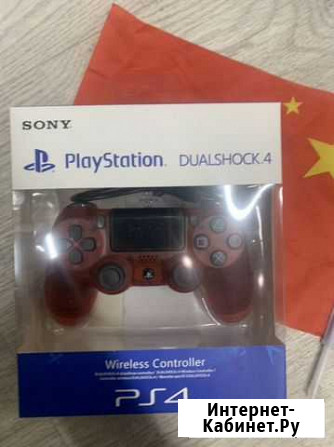 SONY
PlayStation. DUALSHOCK.4
Wireless Controller
PS4
Интернет-
Кабинет.Ру